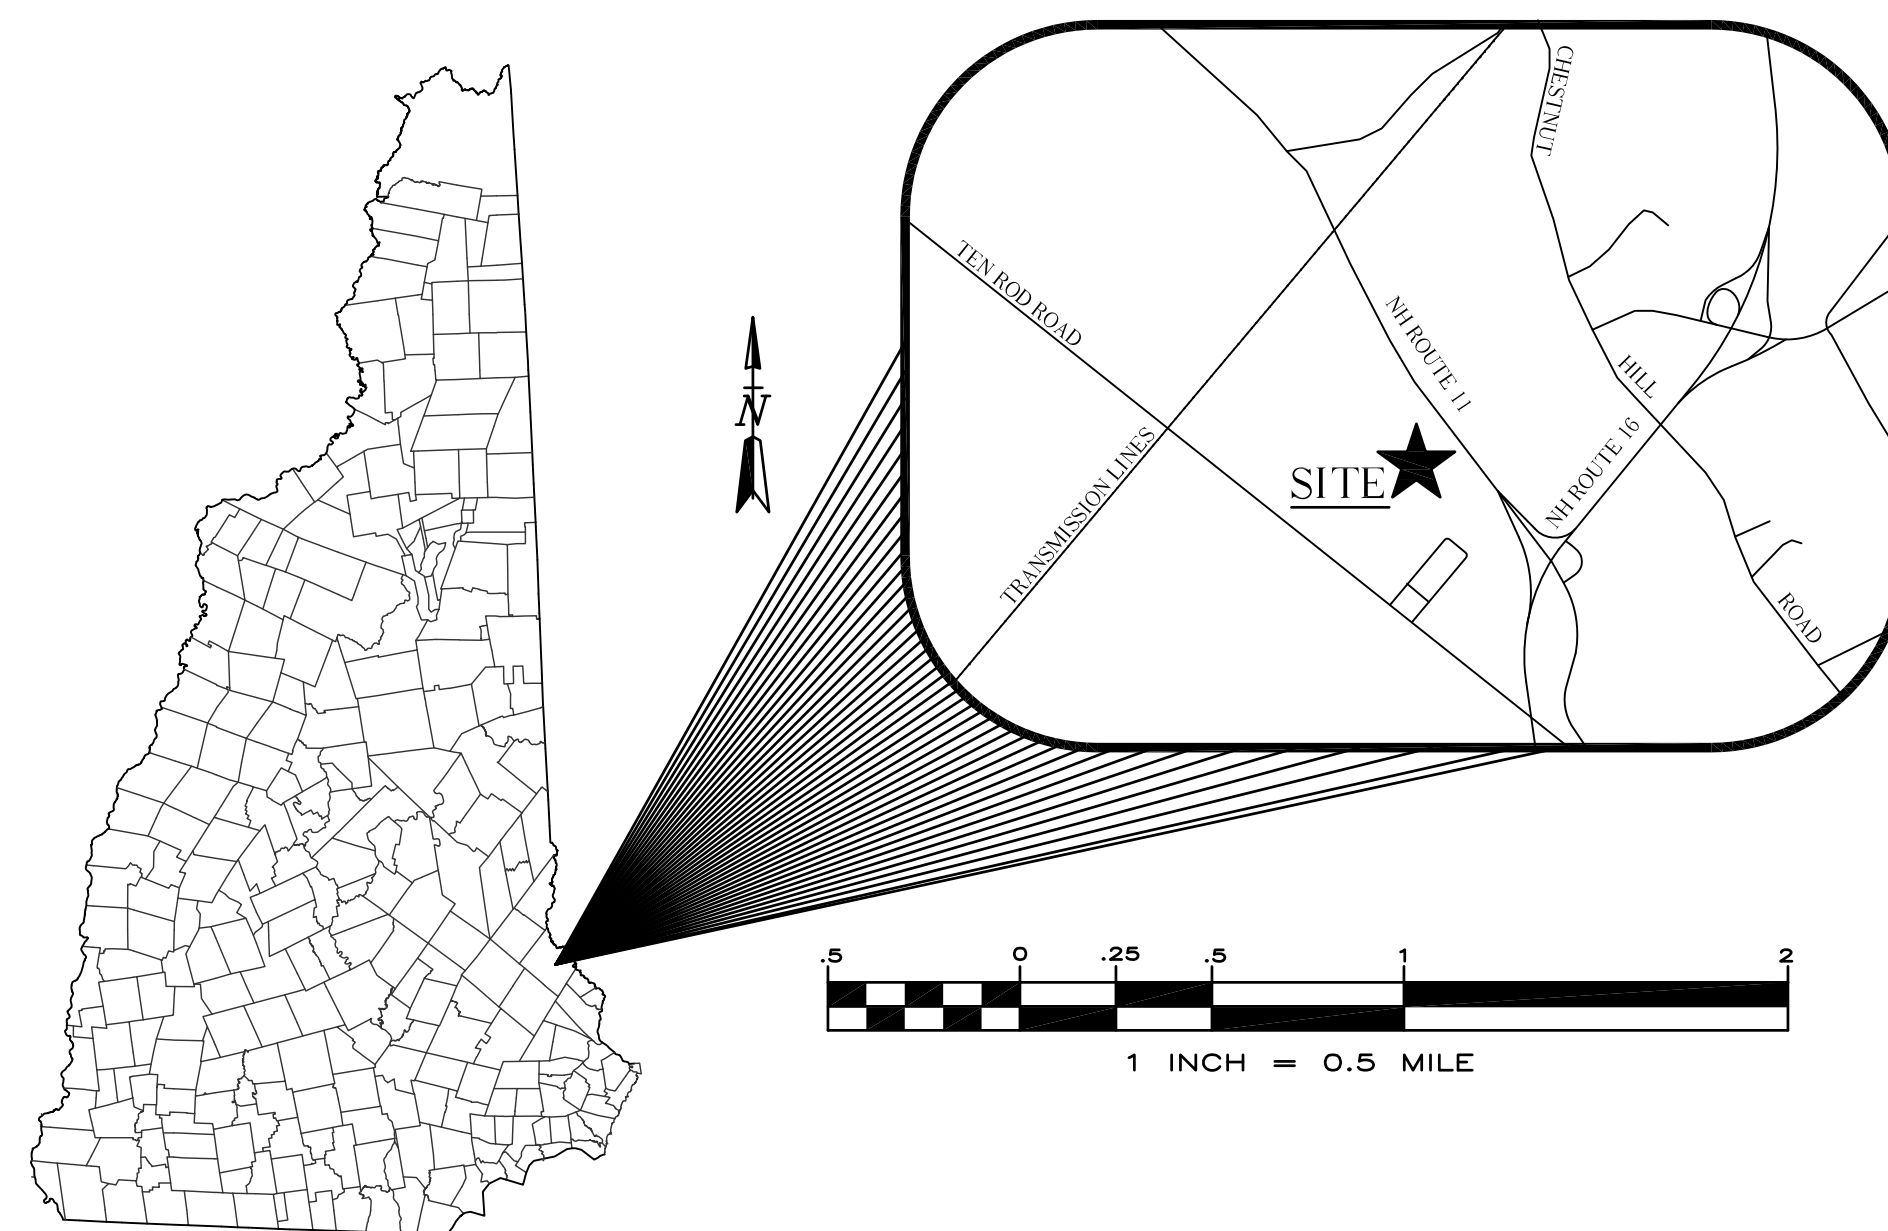 CHESTNUT
TEN ROD ROAD
NH ROUTE 11
HILL
N
SITE
NH ROUTE 16
TRANSMISSION LINES
ROAD
.5 0 .25 .5 1 2
1 INCH = 0.5 MILE